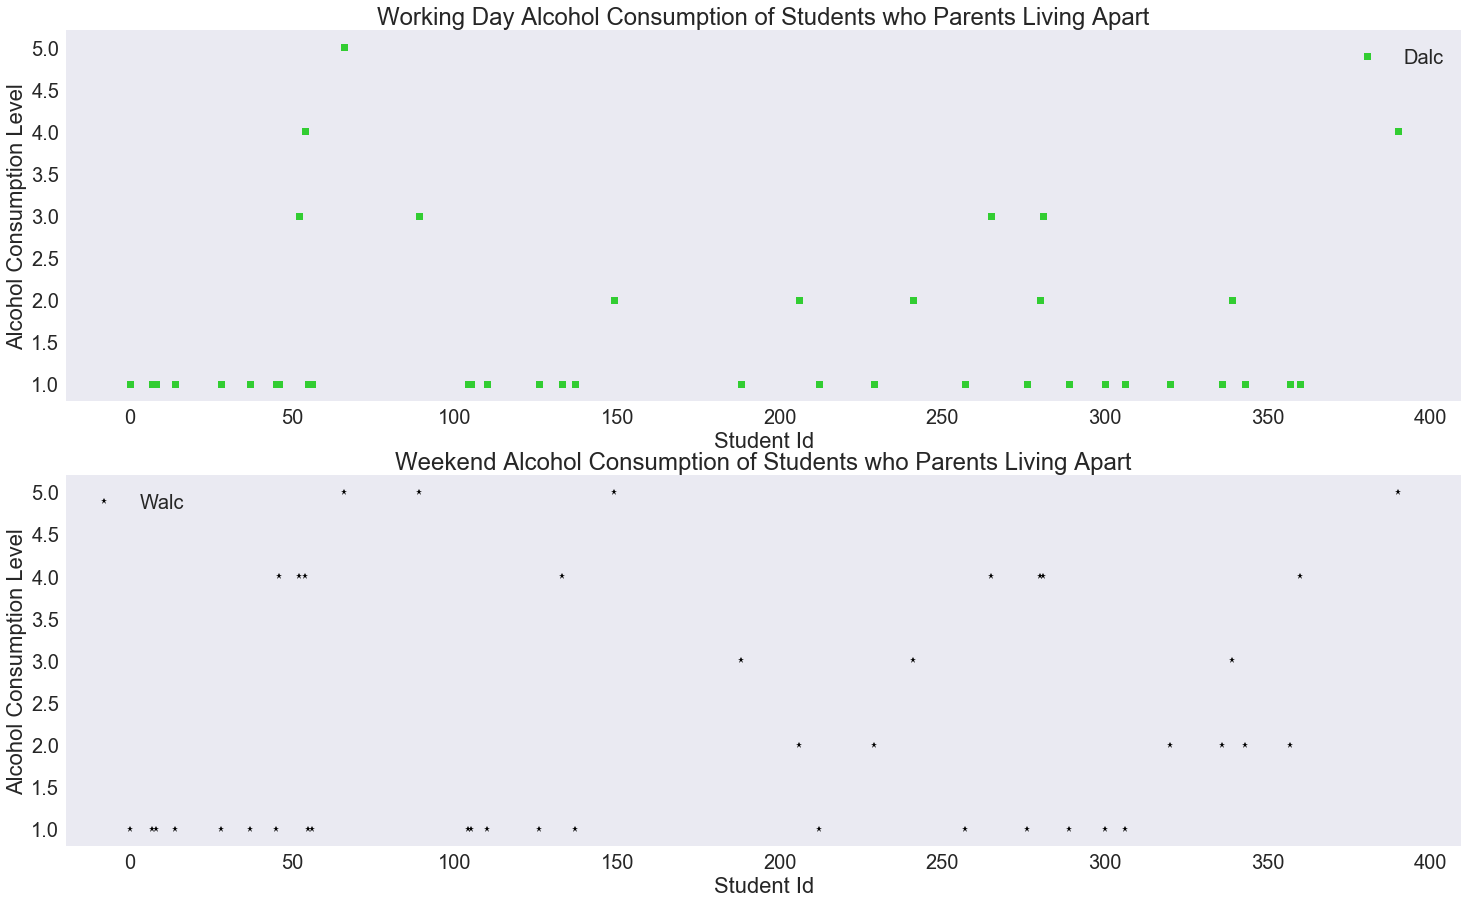 Working Day Alcohol Consumption of Students who Parents Living Apart
Alcohol Consumption Level
5.0
4.5
4.0
3.5
3.0
2.5
2.0
1.5
1.0
Dalc
0 50 100 150 200 250 300 350 400
Student Id
Weekend Alcohol Consumption of Students who Parents Living Apart
Alcohol Consumption Level
5.0
4.5
4.0
3.5
3.0
2.5
2.0
1.5
1.0
Walc
0 50 100 150 200 250 300 350 400
Student Id